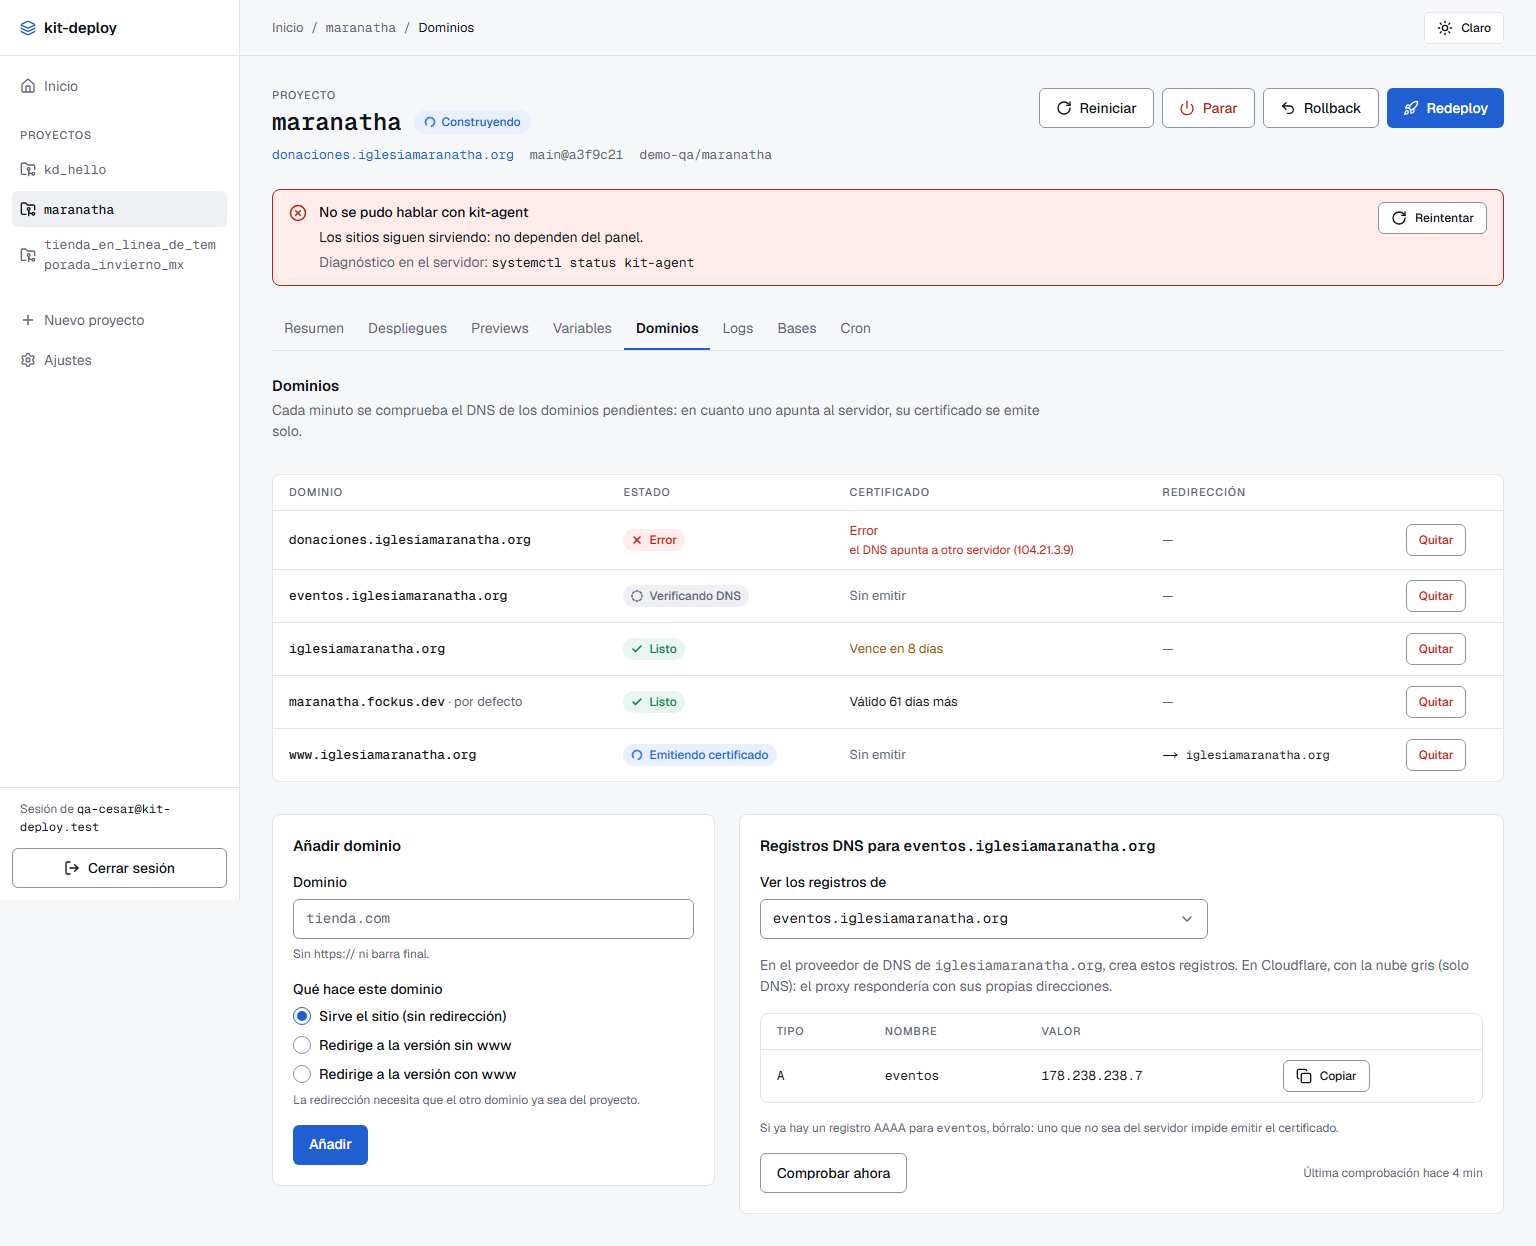 kit-deploy
Inicio / maranatha / Dominios
Claro
Inicio
PROYECTOS
kd_hello
maranatha
tienda_en_linea_de_tem
porada_invierno_mx
Nuevo proyecto
Ajustes
Sesión de qa-cesar@kit-
deploy.test
Cerrar sesión
PROYECTO
maranatha Construyendo
donaciones.iglesiamaranatha.org main@a3f9c21 demo-qa/maranatha
Reiniciar Parar Rollback Redeploy
No se pudo hablar con kit-agent
Los sitios siguen sirviendo: no dependen del panel.
Diagnóstico en el servidor: systemctl status kit-agent
Reintentar
Resumen Despliegues Previews Variables Dominios Logs Bases Cron
Dominios
Cada minuto se comprueba el DNS de los dominios pendientes: en cuanto uno apunta al servidor, su certificado se emite
solo.
DOMINIO ESTADO CERTIFICADO REDIRECCIÓN
donaciones.iglesiamaranatha.org Error Error
el DNS apunta a otro servidor (104.21.3.9) — Quitar
eventos.iglesiamaranatha.org Verificando DNS Sin emitir — Quitar
iglesiamaranatha.org Listo Vence en 8 días — Quitar
maranatha.fockus.dev · por defecto Listo Válido 61 días más — Quitar
www.iglesiamaranatha.org Emitiendo certificado Sin emitir → iglesiamaranatha.org Quitar
Añadir dominio
Dominio
tienda.com
Sin https:// ni barra final.
Qué hace este dominio
Sirve el sitio (sin redirección)
Redirige a la versión sin www
Redirige a la versión con www
La redirección necesita que el otro dominio ya sea del proyecto.
Añadir
Registros DNS para eventos.iglesiamaranatha.org
Ver los registros de
eventos.iglesiamaranatha.org
En el proveedor de DNS de iglesiamaranatha.org, crea estos registros. En Cloudflare, con la nube gris (solo
DNS): el proxy respondería con sus propias direcciones.
TIPO NOMBRE VALOR
A eventos 178.238.238.7 Copiar
Si ya hay un registro AAAA para eventos, bórralo: uno que no sea del servidor impide emitir el certificado.
Comprobar ahora
Última comprobación hace 4 min